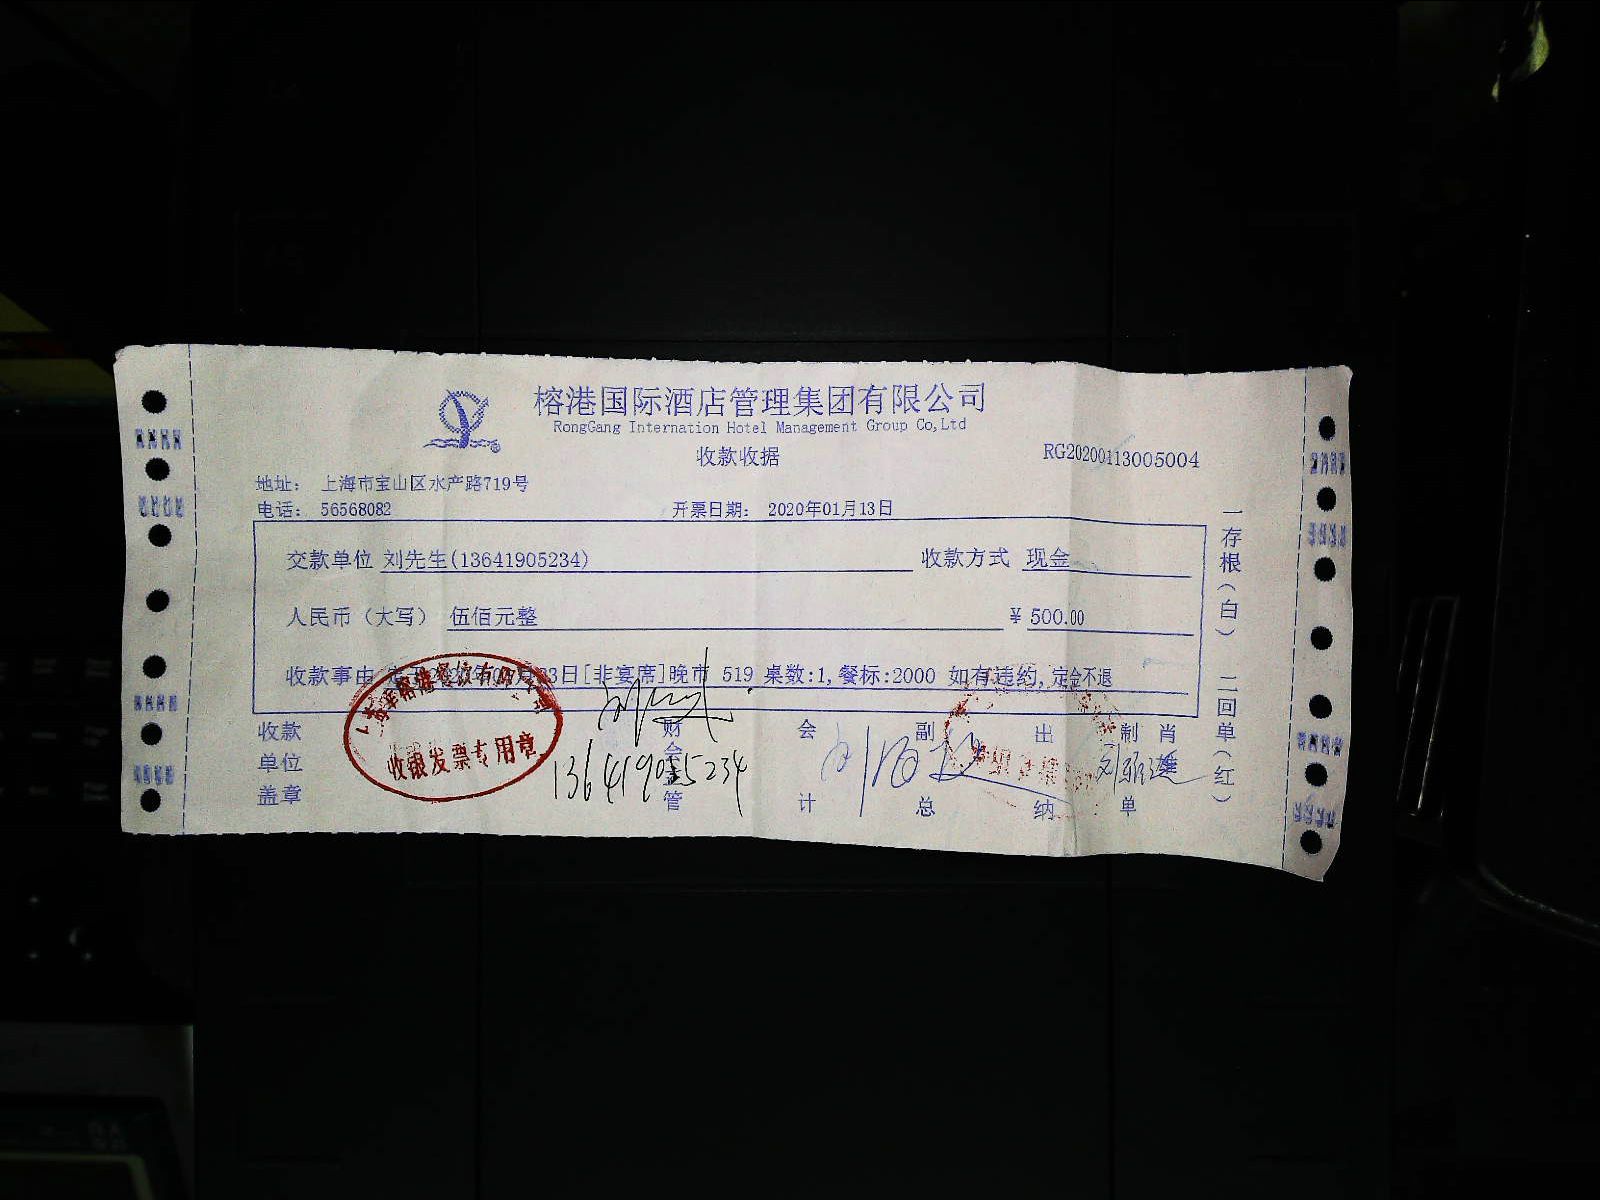 榕港国际酒店管理集团有限公司
RongGang Internation Hotel Management Group Co,Ltd
收款收据
RG20200113005004
地址： 上海市宝山区水产路719号
电话： 56568082
开票日期： 2020年01月13日
交款单位 刘先生(13641905234) 收款方式 现金
人民币（大写） 伍佰元整 ¥ 500.00
收款事由 23日[非宴席]晚市 519 桌数:1,餐标:2000 如有违约,定金不退
收款单位盖章
收银发票专用章
13641905234
会计
副总
出纳
制单
一存根（白） 二回单（红）